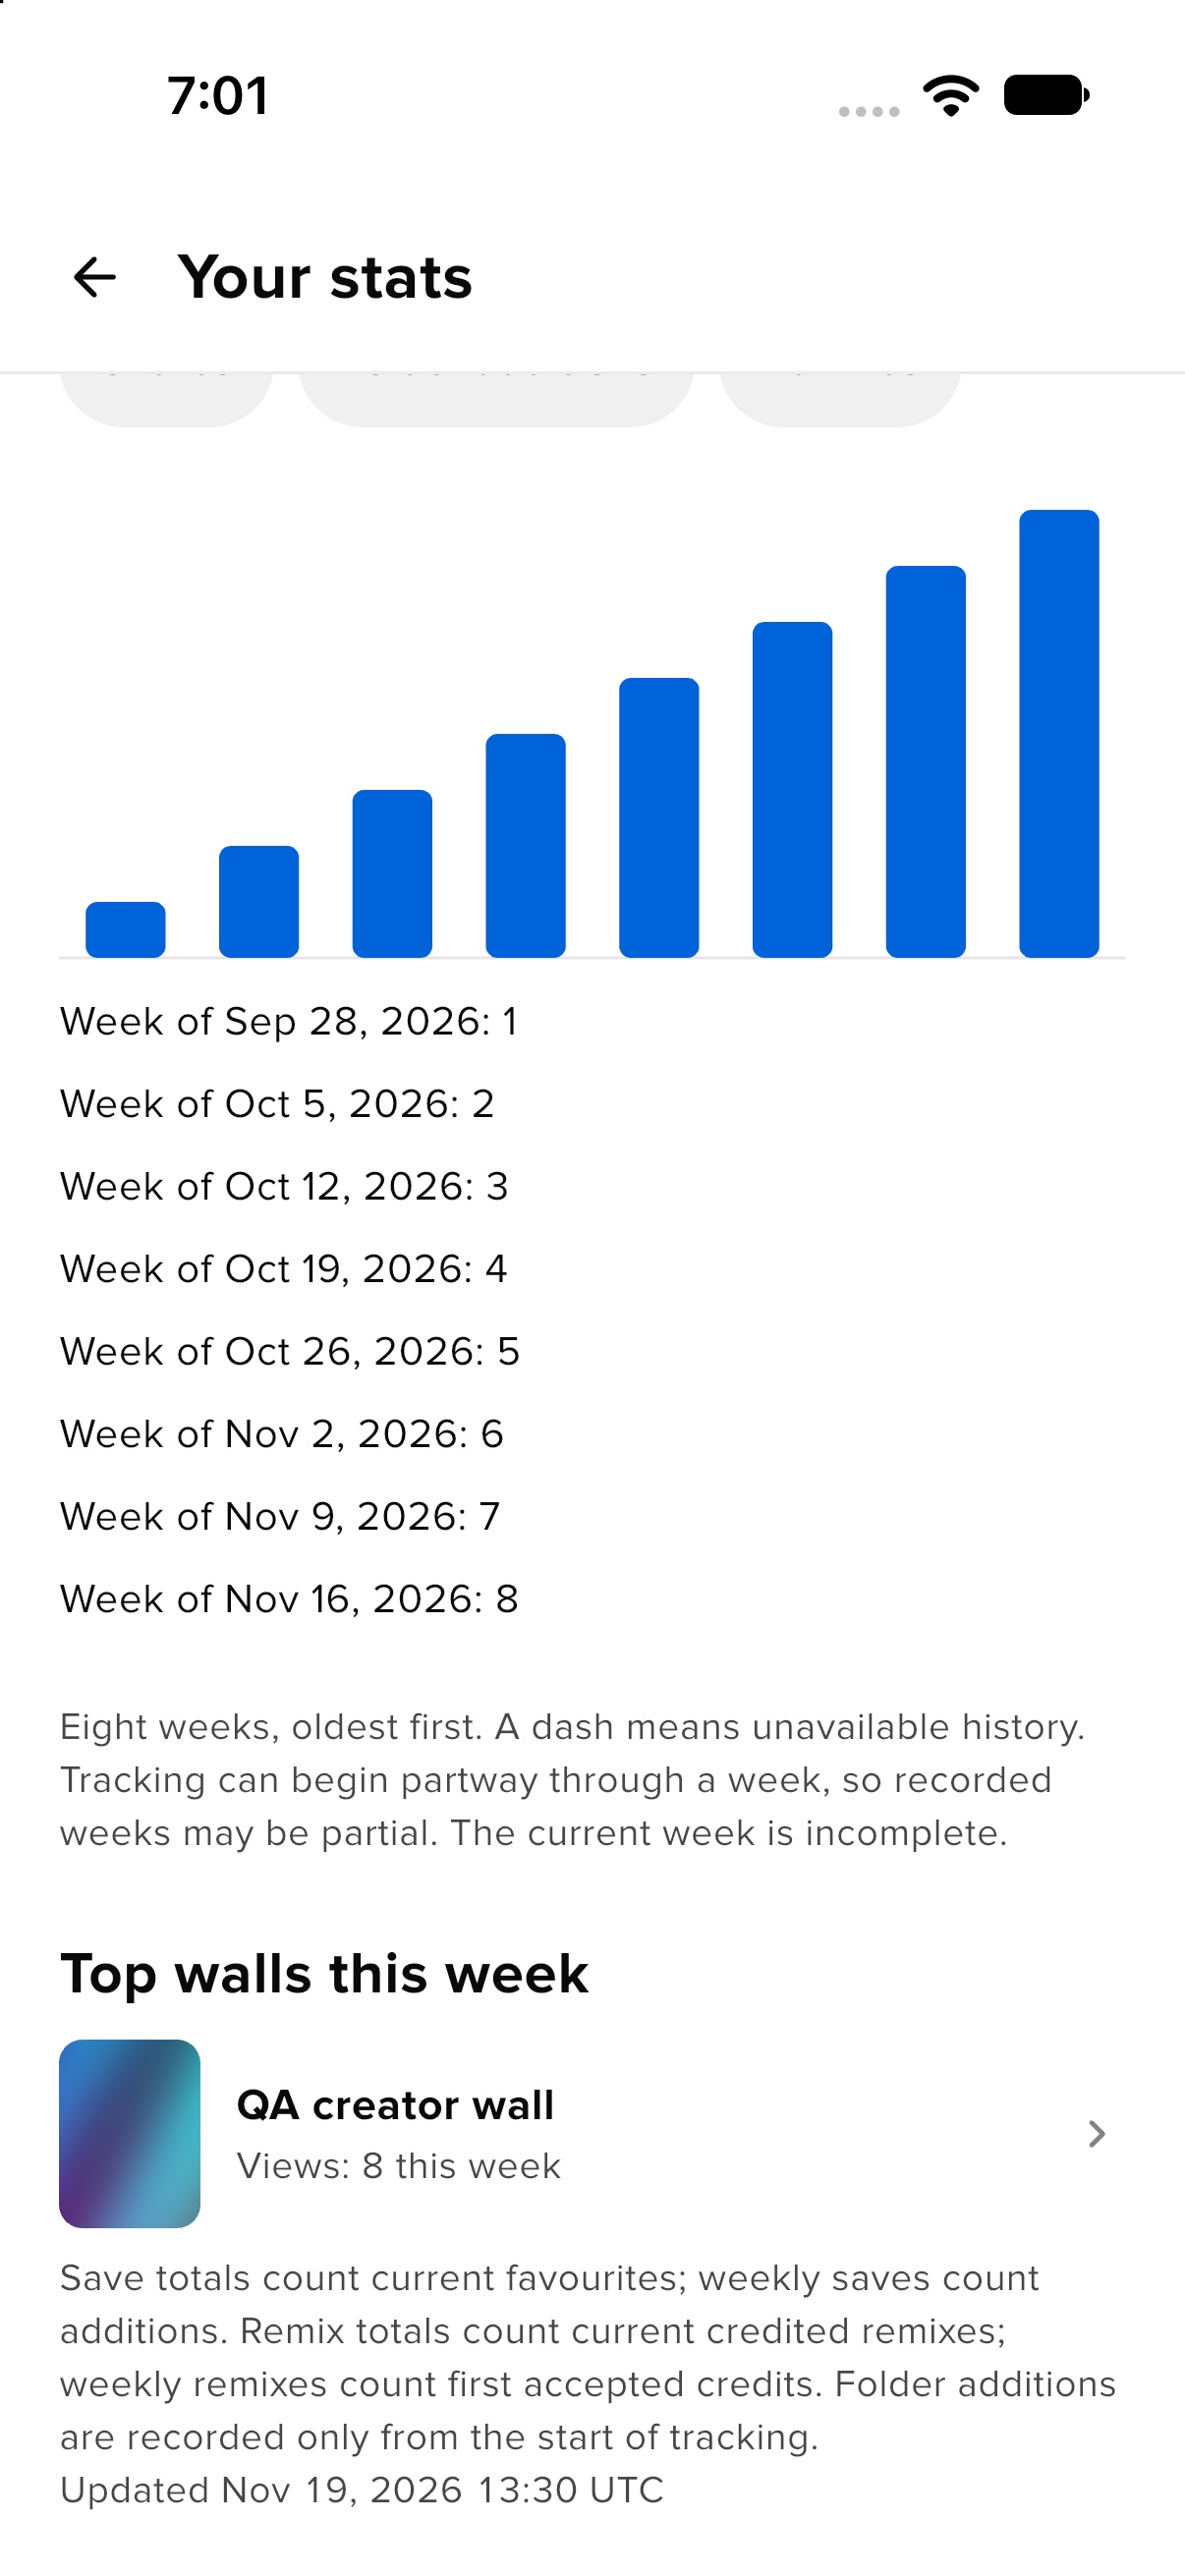 7:01
Your stats
Week of Sep 28, 2026: 1
Week of Oct 5, 2026: 2
Week of Oct 12, 2026: 3
Week of Oct 19, 2026: 4
Week of Oct 26, 2026: 5
Week of Nov 2, 2026: 6
Week of Nov 9, 2026: 7
Week of Nov 16, 2026: 8
Eight weeks, oldest first. A dash means unavailable history.
Tracking can begin partway through a week, so recorded
weeks may be partial. The current week is incomplete.
Top walls this week
QA creator wall
Views: 8 this week
Save totals count current favourites; weekly saves count
additions. Remix totals count current credited remixes;
weekly remixes count first accepted credits. Folder additions
are recorded only from the start of tracking.
Updated Nov 19, 2026 13:30 UTC